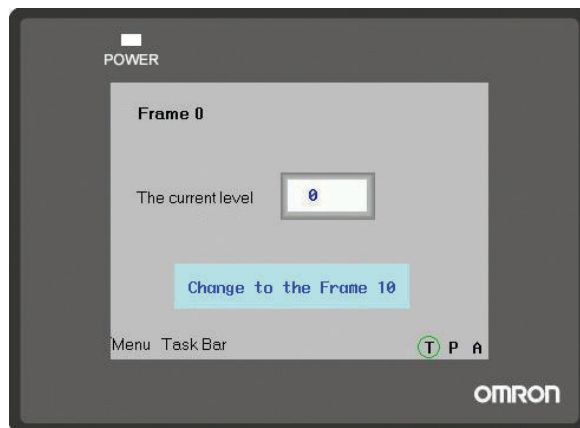 POWER
Frame 0
The current level 0
Change to the Frame 10
Menu Task Bar T P A
OMRON